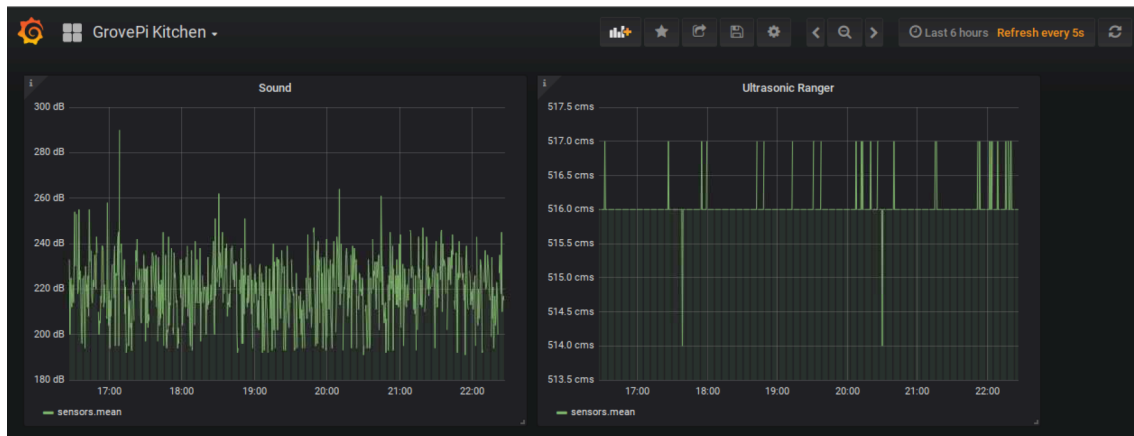 GrovePi Kitchen
Last 6 hours Refresh every 5s
Sound
300 dB
280 dB
260 dB
240 dB
220 dB
200 dB
180 dB
17:00 18:00 19:00 20:00 21:00 22:00
sensors.mean
Ultrasonic Ranger
517.5 cms
517.0 cms
516.5 cms
516.0 cms
515.5 cms
515.0 cms
514.5 cms
514.0 cms
513.5 cms
17:00 18:00 19:00 20:00 21:00 22:00
sensors.mean